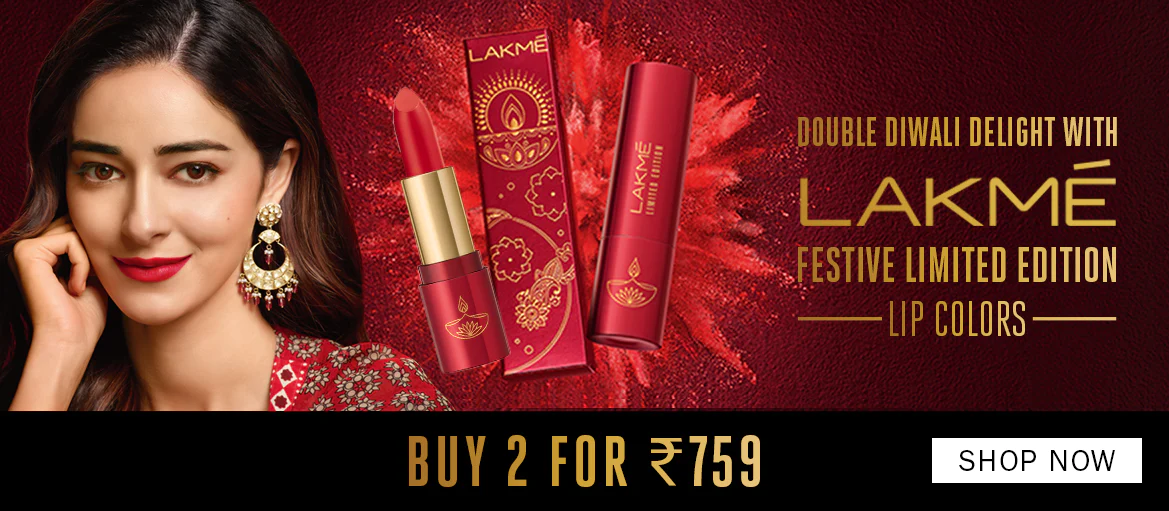 LAKMÉ
LAKMÉ
LIMITED EDITION
DOUBLE DIWALI DELIGHT WITH
LAKMÉ
FESTIVE LIMITED EDITION
LIP COLORS
BUY 2 FOR ₹759
SHOP NOW